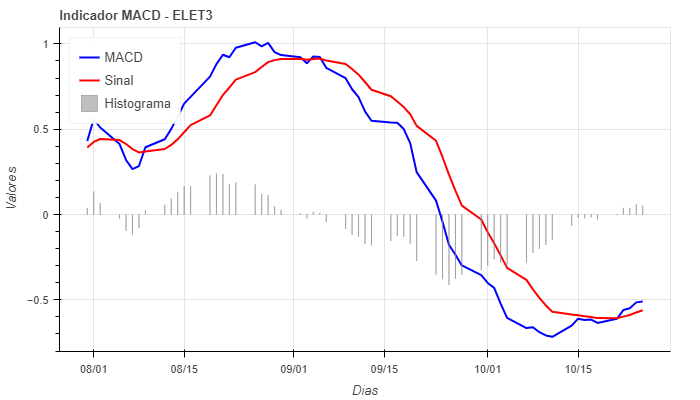 Indicador MACD - ELET3
MACD
Sinal
Histograma
Valores
1
0.5
0
−0.5
08/01
08/15
09/01
09/15
10/01
10/15
Dias